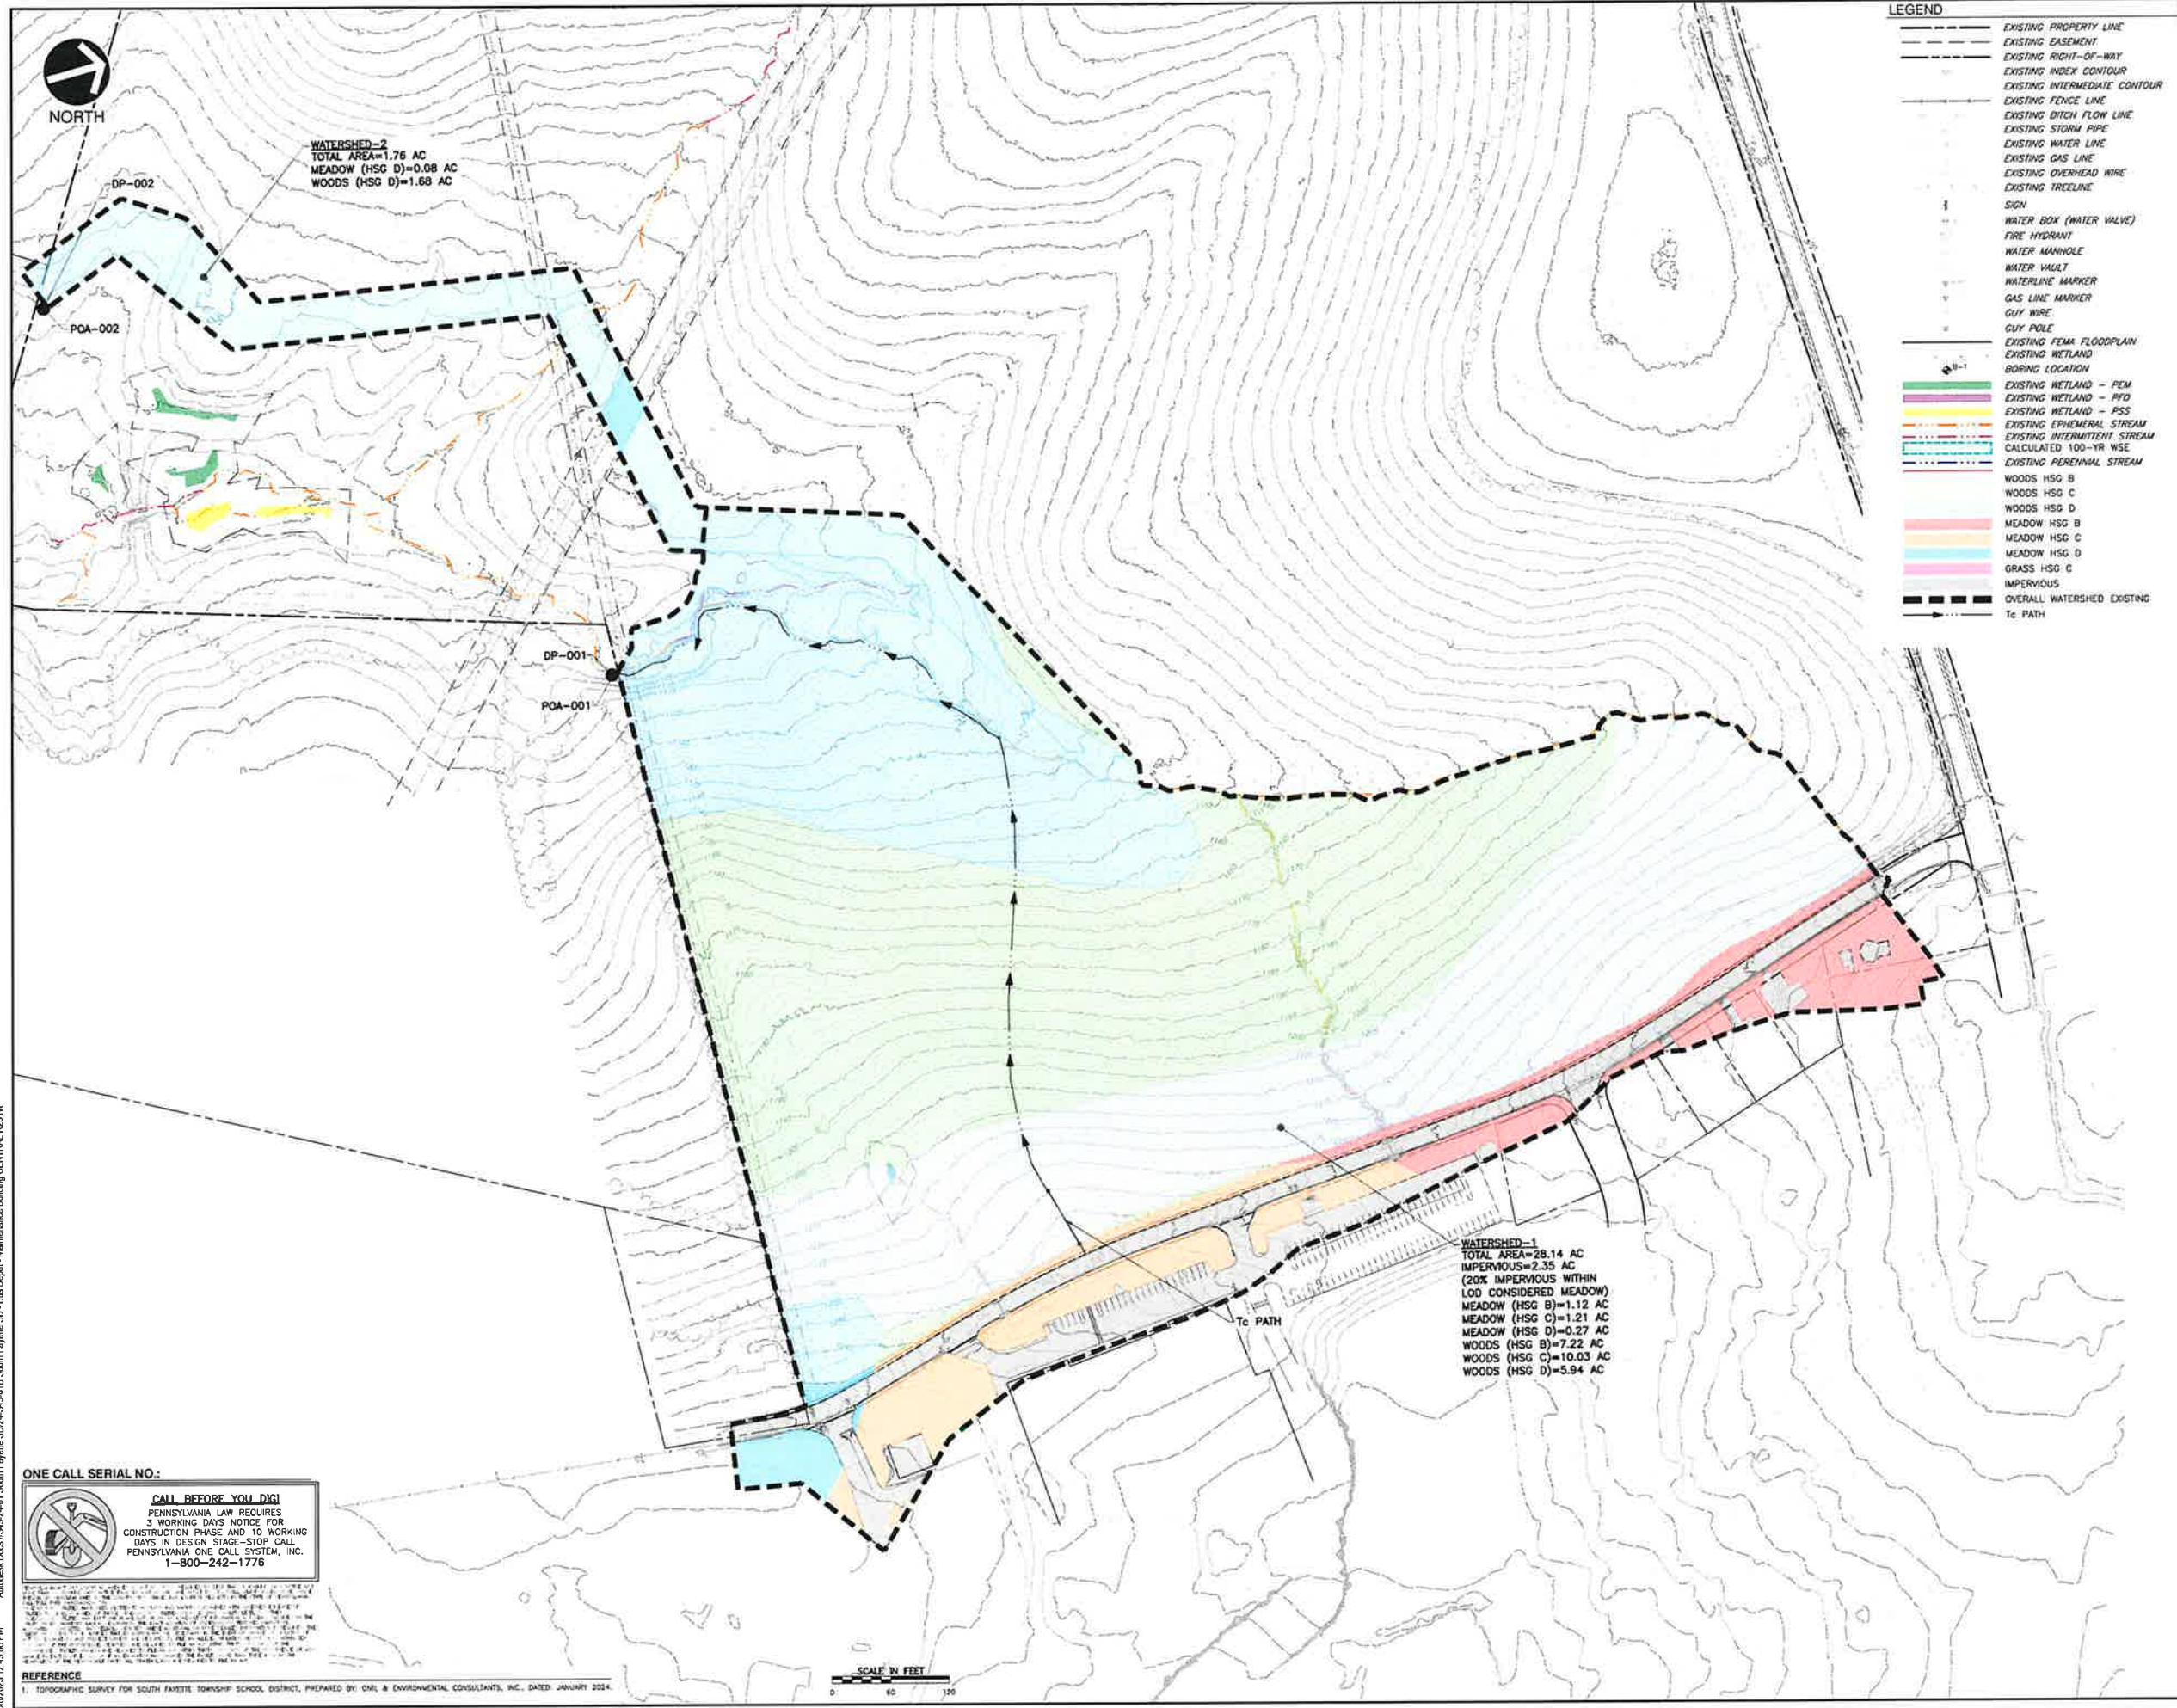 NORTH
WATERSHED-2
TOTAL AREA=1.76 AC
MEADOW (HSG D)=0.08 AC
WOODS (HSG D)=1.68 AC
DP-002
POA-002
DP-001
POA-001
LEGEND
EXISTING PROPERTY LINE
EXISTING EASEMENT
EXISTING RIGHT-OF-WAY
EXISTING INDEX CONTOUR
EXISTING INTERMEDIATE CONTOUR
EXISTING FENCE LINE
EXISTING DITCH FLOW LINE
EXISTING STORM PIPE
EXISTING WATER LINE
EXISTING GAS LINE
EXISTING OVERHEAD WIRE
EXISTING TREELINE
SIGN
WATER BOX (WATER VALVE)
FIRE HYDRANT
WATER MANHOLE
WATER VAULT
WATERLINE MARKER
GAS LINE MARKER
GUY WIRE
GUY POLE
EXISTING FEMA FLOODPLAIN
EXISTING WETLAND
B-1 BORING LOCATION
EXISTING WETLAND - PEM
EXISTING WETLAND - PFO
EXISTING WETLAND - PSS
EXISTING EPHEMERAL STREAM
EXISTING INTERMITTENT STREAM
CALCULATED 100-YR WSE
EXISTING PERENNIAL STREAM
WOODS HSG B
WOODS HSG C
WOODS HSG D
MEADOW HSG B
MEADOW HSG C
MEADOW HSG D
GRASS HSG C
IMPERVIOUS
OVERALL WATERSHED EXISTING
Tc PATH
WATERSHED-1
TOTAL AREA=28.14 AC
IMPERVIOUS=2.35 AC
(20% IMPERVIOUS WITHIN
LOD CONSIDERED MEADOW)
MEADOW (HSG B)=1.12 AC
MEADOW (HSG C)=1.21 AC
MEADOW (HSG D)=0.27 AC
WOODS (HSG B)=7.22 AC
WOODS (HSG C)=10.03 AC
WOODS (HSG D)=5.94 AC
Tc PATH
ONE CALL SERIAL NO.:
CALL BEFORE YOU DIG!
PENNSYLVANIA LAW REQUIRES
3 WORKING DAYS NOTICE FOR
CONSTRUCTION PHASE AND 10 WORKING
DAYS IN DESIGN STAGE-STOP CALL
PENNSYLVANIA ONE CALL SYSTEM, INC.
1-800-242-1776
REFERENCE
1. TOPOGRAPHIC SURVEY FOR SOUTH FAYETTE TOWNSHIP SCHOOL DISTRICT, PREPARED BY: CIVIL & ENVIRONMENTAL CONSULTANTS, INC., DATED: JANUARY 2024.
SCALE IN FEET
0 60 120